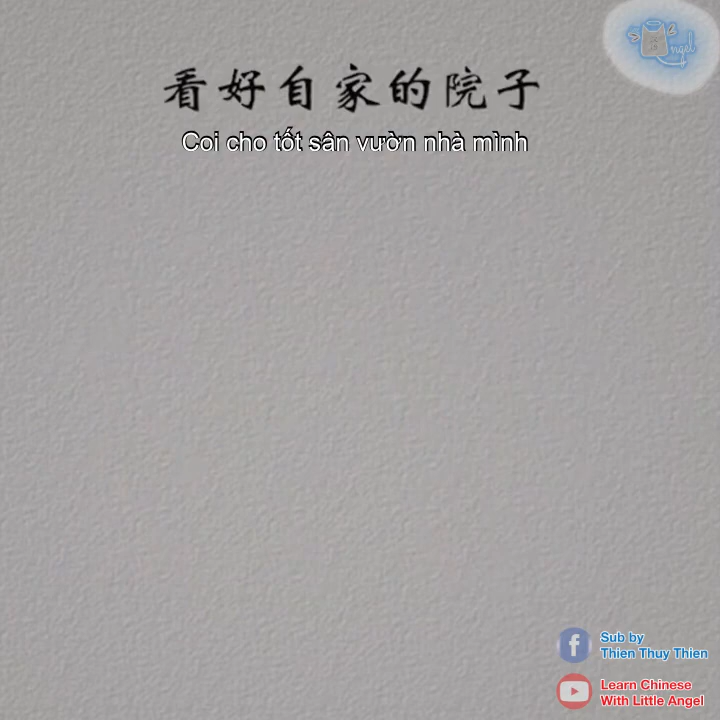 看好自家的院子
Coi cho tốt sân vườn nhà mình
Sub by
Thien Thuy Thien
Learn Chinese
With Little Angel